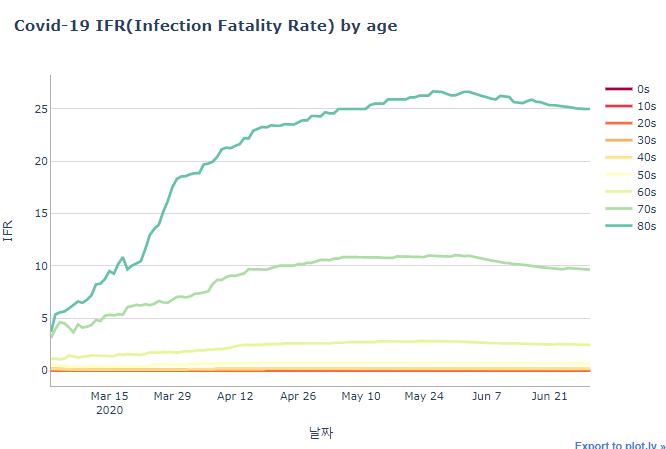 Covid-19 IFR(Infection Fatality Rate) by age
IFR
25
20
15
10
5
0
Mar 15
2020
Mar 29
Apr 12
Apr 26
May 10
May 24
Jun 7
Jun 21
날짜
0s
10s
20s
30s
40s
50s
60s
70s
80s
Export to plot.ly »